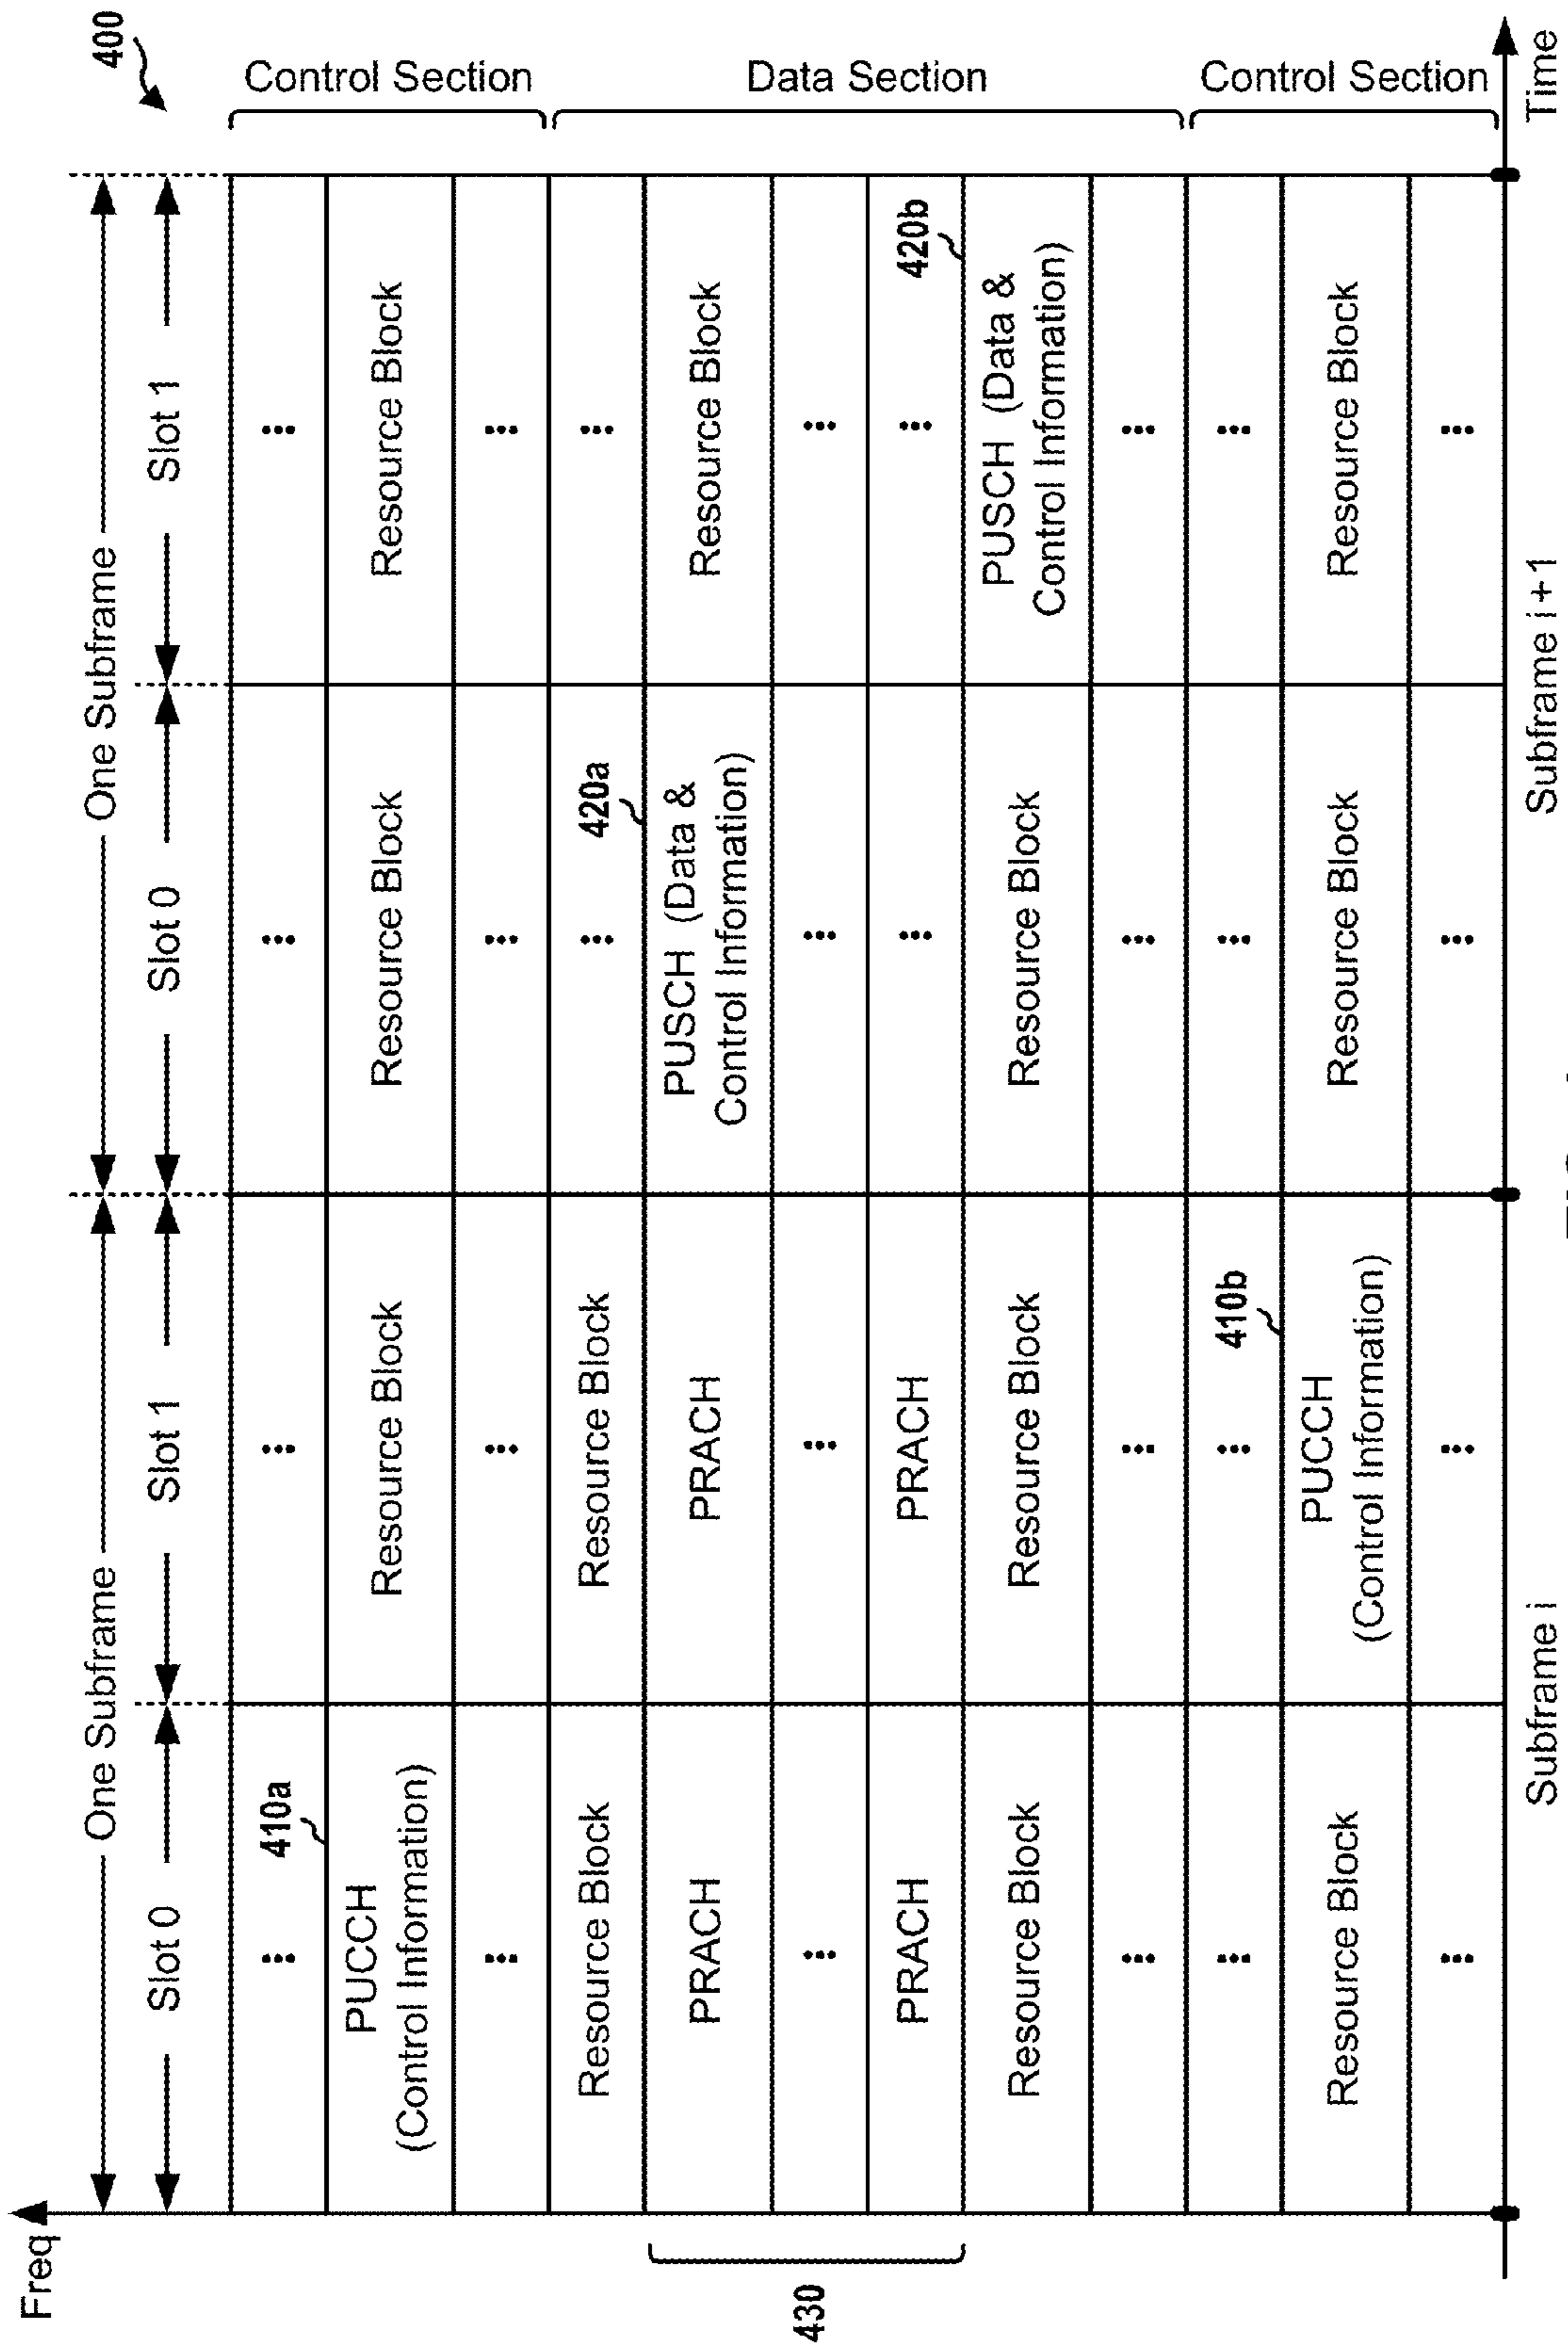 400
One Subframe
One Subframe
Slot 0
Slot 1
Slot 0
Slot 1
Freq
Control Section
Data Section
Control Section
⋮
⋮
⋮
⋮
410a
PUCCH
(Control Information)
Resource Block
Resource Block
Resource Block
⋮
⋮
⋮
⋮
Resource Block
Resource Block
⋮
⋮
420a
430
PRACH
PRACH
PUSCH (Data &
Control Information)
Resource Block
⋮
⋮
⋮
⋮
PRACH
PRACH
⋮
⋮
420b
Resource Block
Resource Block
Resource Block
PUSCH (Data &
Control Information)
⋮
⋮
⋮
⋮
⋮
⋮
⋮
⋮
410b
Resource Block
PUCCH
(Control Information)
Resource Block
Resource Block
⋮
⋮
⋮
⋮
Time
Subframe i
Subframe i + 1